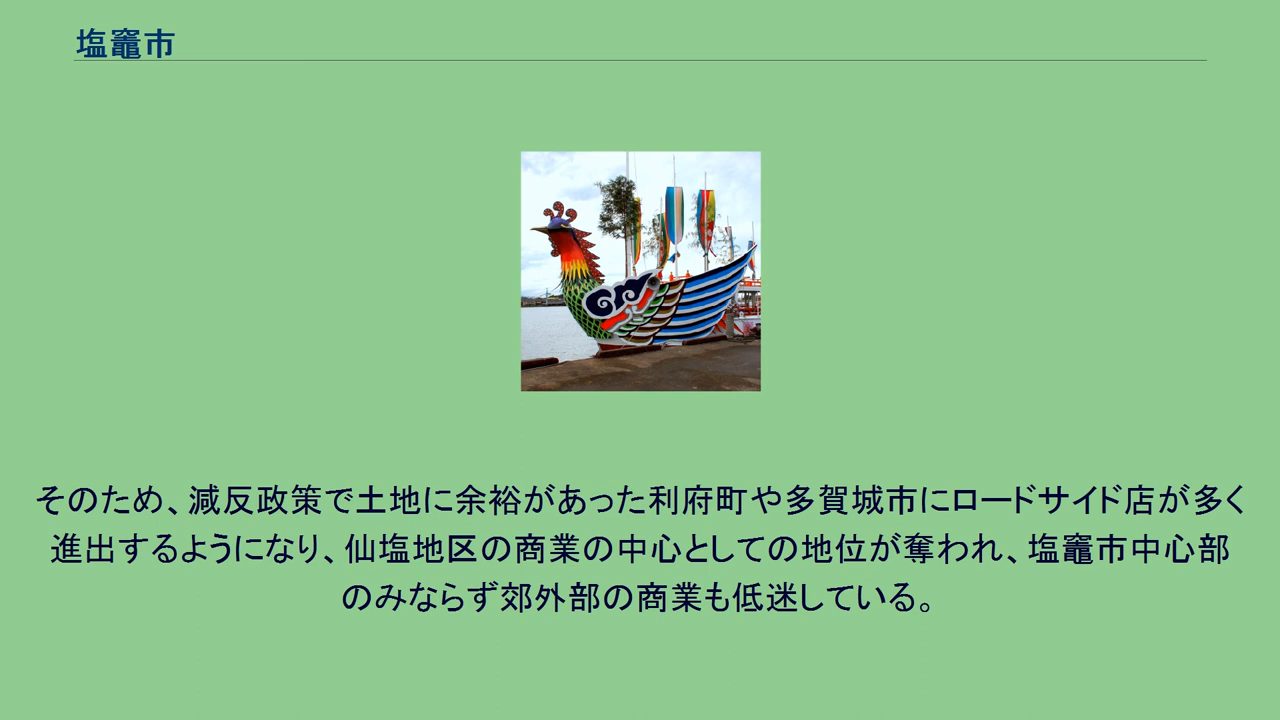 塩竈市
そのため、減反政策で土地に余裕があった利府町や多賀城市にロードサイド店が多く
進出するようになり、仙塩地区の商業の中心としての地位が奪われ、塩竈市中心部
のみならず郊外部の商業も低迷している。